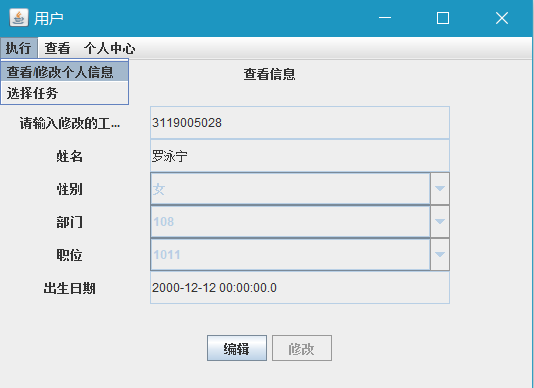 用户
执行 查看 个人中心
查看/修改个人信息
选择任务
查看信息
请输入修改的工... 3119005028
姓名 罗泳宁
性别 女
部门 108
职位 1011
出生日期 2000-12-12 00:00:00.0
编辑 修改